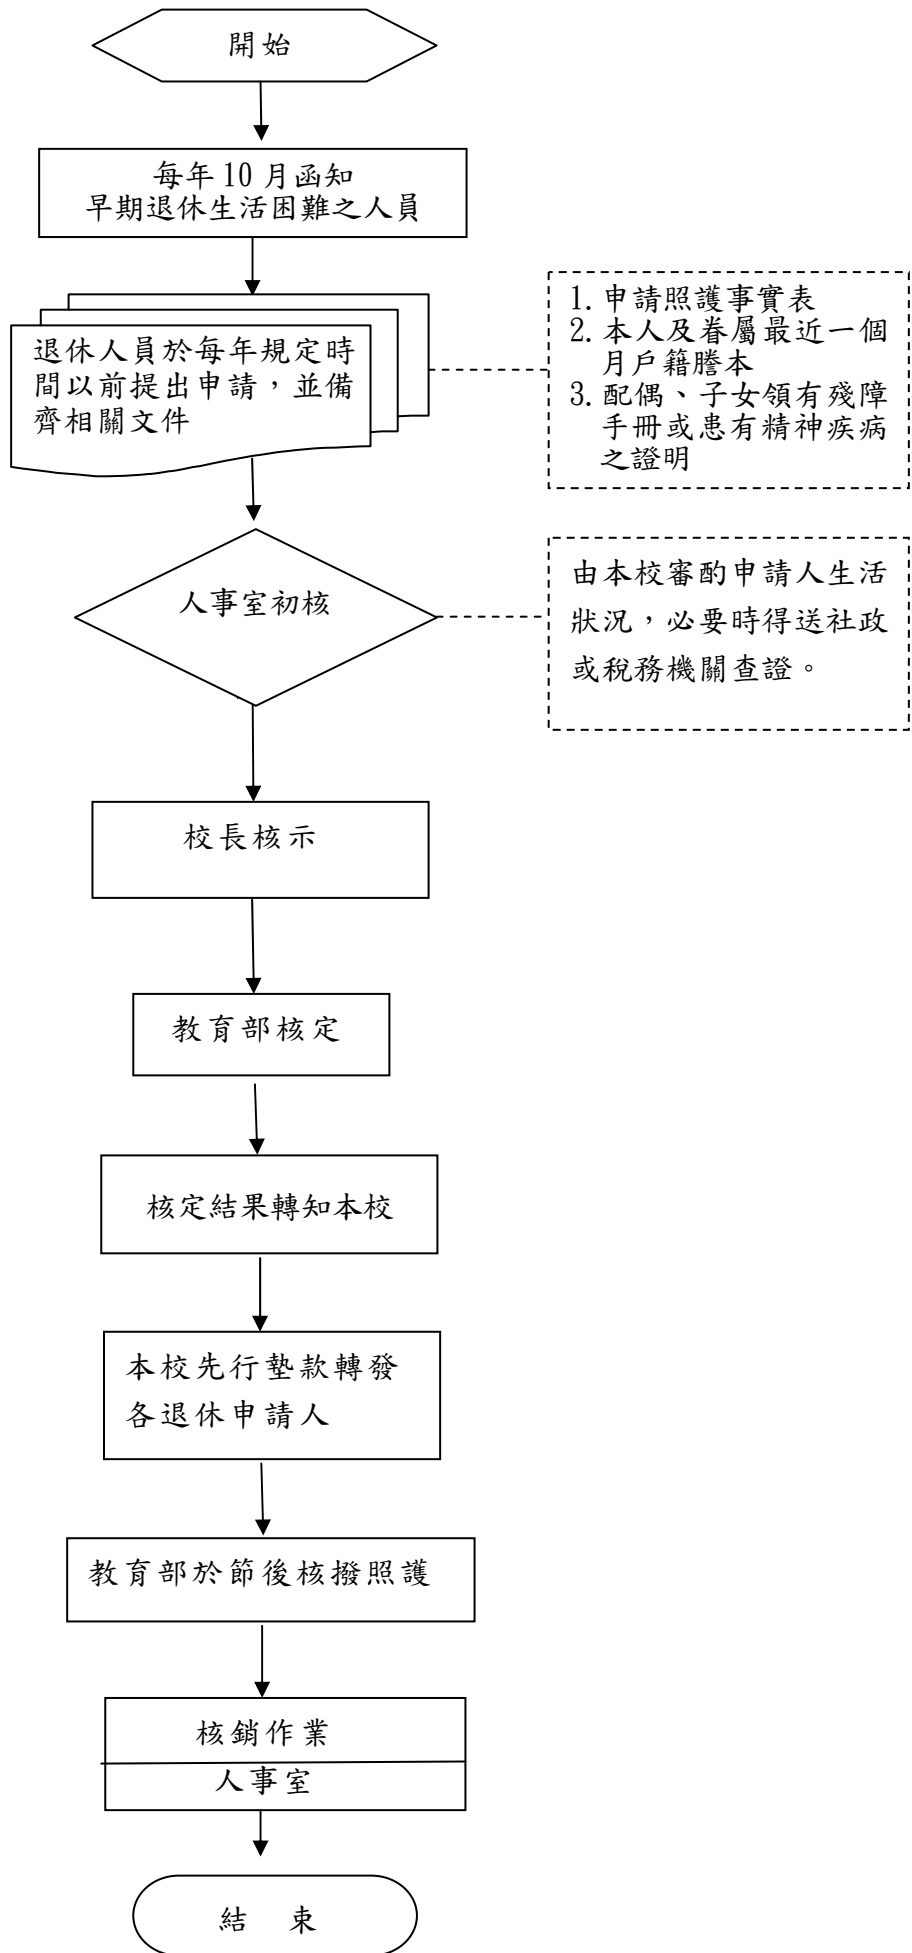 開始
每年 10 月函知
早期退休生活困難之人員
退休人員於每年規定時
間以前提出申請，並備
齊相關文件
1. 申請照護事實表
2. 本人及眷屬最近一個
月戶籍謄本
3. 配偶、子女領有殘障
手冊或患有精神疾病
之證明
人事室初核
由本校審酌申請人生活
狀況，必要時得送社政
或稅務機關查證。
校長核示
教育部核定
核定結果轉知本校
本校先行墊款轉發
各退休申請人
教育部於節後核撥照護
核銷作業
人事室
結 束